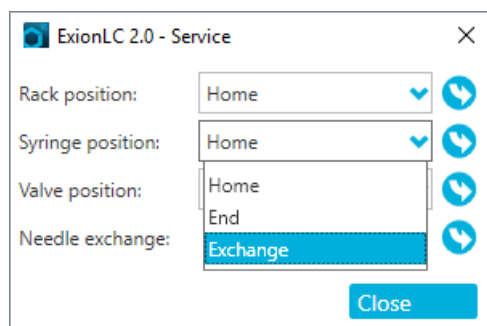 ExionLC 2.0 - Service
Rack position: Home
Syringe position: Home
Home
Valve position:
End
Needle exchange: Exchange
Close